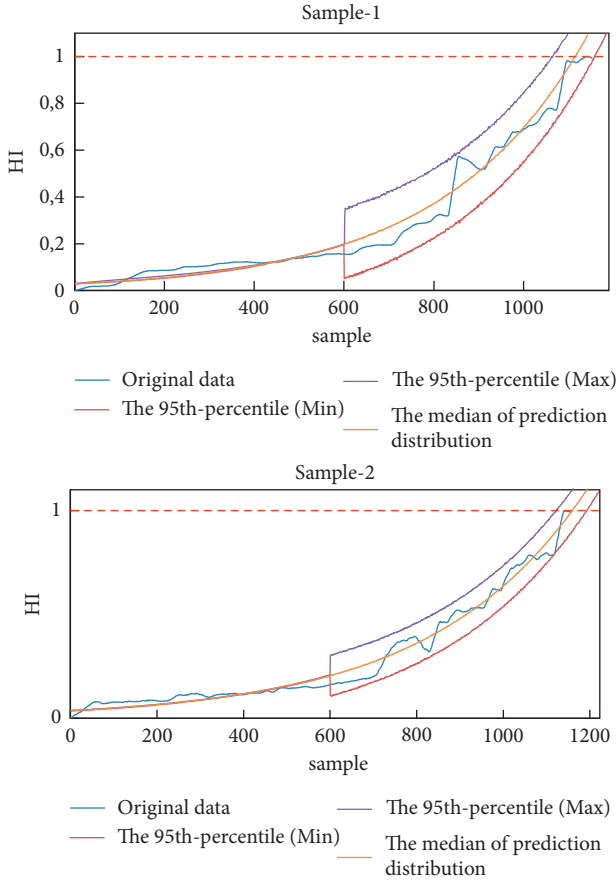 Sample-1
1
0.8
0,6
0,4
0,2
0
HI
0
200
400
600
800
1000
sample
Original data
The 95th-percentile (Max)
The 95th-percentile (Min)
The median of prediction
distribution
Sample-2
1
HI
0
0
200
400
600
800
1000
1200
sample
Original data
The 95th-percentile (Max)
The 95th-percentile (Min)
The median of prediction
distribution